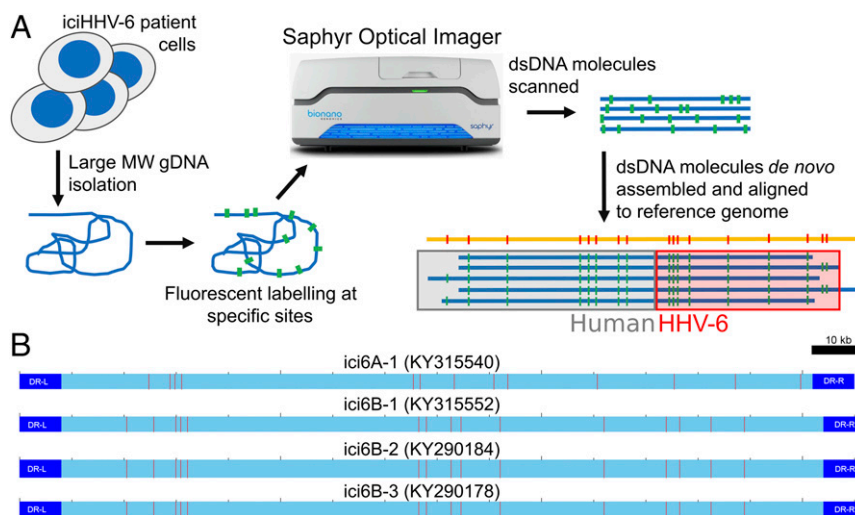 A
iciHHV-6 patient
cells
Saphyr Optical Imager
dsDNA molecules
scanned
Large MW gDNA
isolation
bionano
saphyr
dsDNA molecules de novo
assembled and aligned
to reference genome
Fluorescent labelling at
specific sites
Human HHV-6
B
10 kb
ici6A-1 (KY315540)
DR-L DR-R
ici6B-1 (KY315552)
DR-L DR-R
ici6B-2 (KY290184)
DR-L DR-R
ici6B-3 (KY290178)
DR-L DR-R